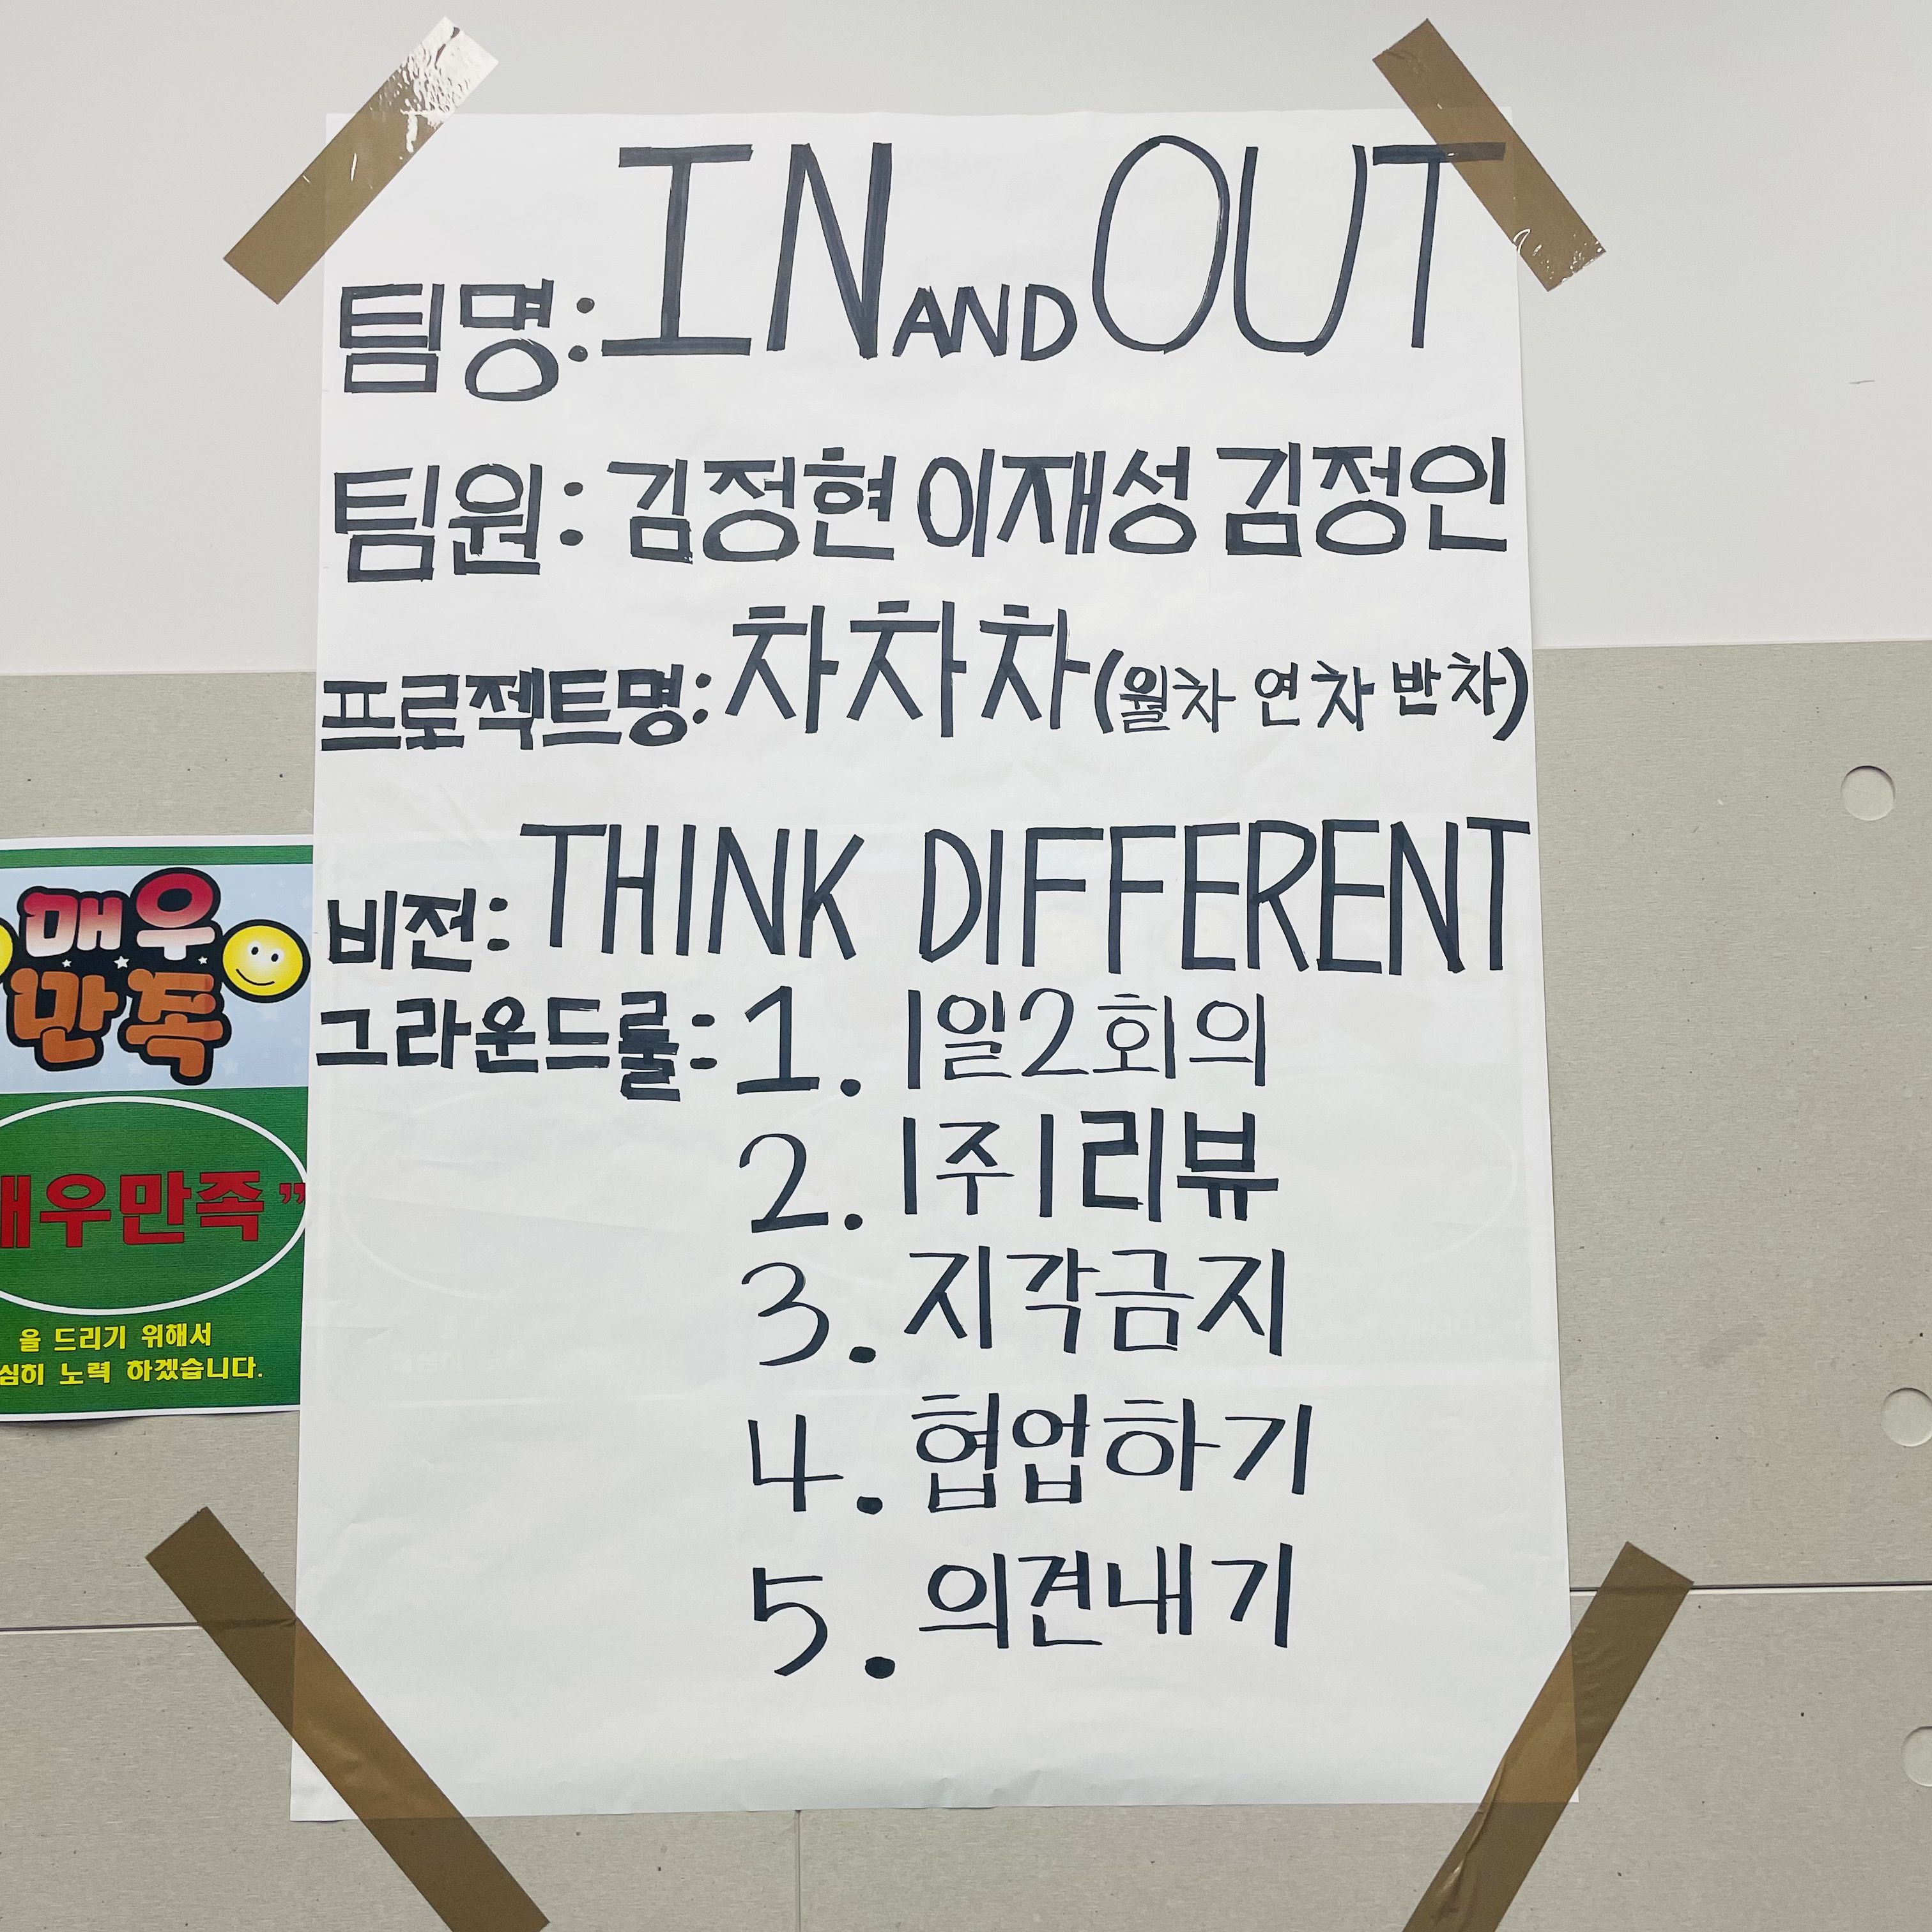 팀명: IN AND OUT
팀원: 김정현 이재성 김정인
프로젝트명: 차차차 (월차 연차 반차)
비전: THINK DIFFERENT
그라운드룰: 1. 1일2회의
2. 1주1리뷰
3. 지각금지
4. 협업하기
5. 의견내기
매우
만족
매우만족”
을 드리기 위해서
심히 노력 하겠습니다.